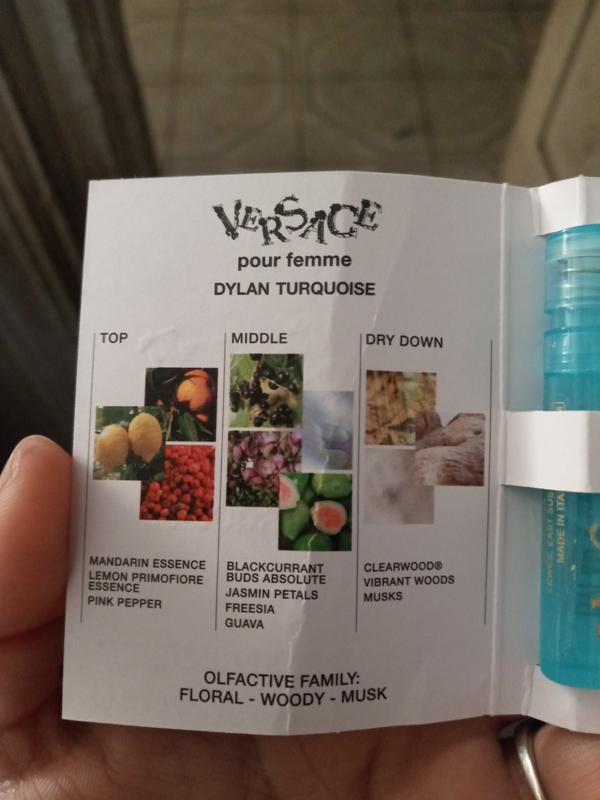 VERSACE
pour femme
DYLAN TURQUOISE
TOP
MIDDLE
DRY DOWN
MANDARIN ESSENCE
LEMON PRIMOFIORE
ESSENCE
PINK PEPPER
BLACKCURRANT
BUDS ABSOLUTE
JASMIN PETALS
FREESIA
GUAVA
CLEARWOOD®
VIBRANT WOODS
MUSKS
OLFACTIVE FAMILY:
FLORAL - WOODY - MUSK
MADE IN ITA